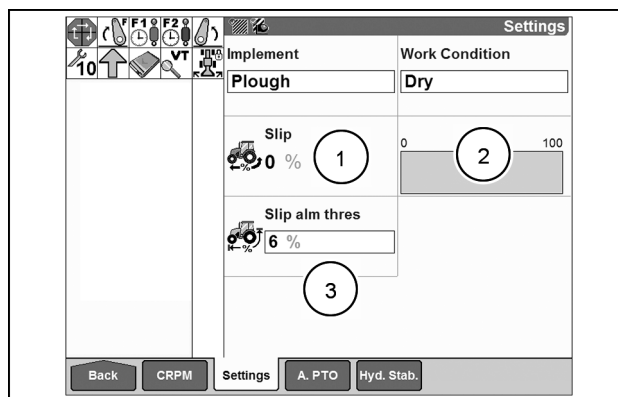 F F1 F2
Settings
10 VT
Implement Work Condition
Plough Dry
Slip
0 % 1
0 2 100
Slip alm thres
6 %
3
Back CRPM Settings A. PTO Hyd. Stab.